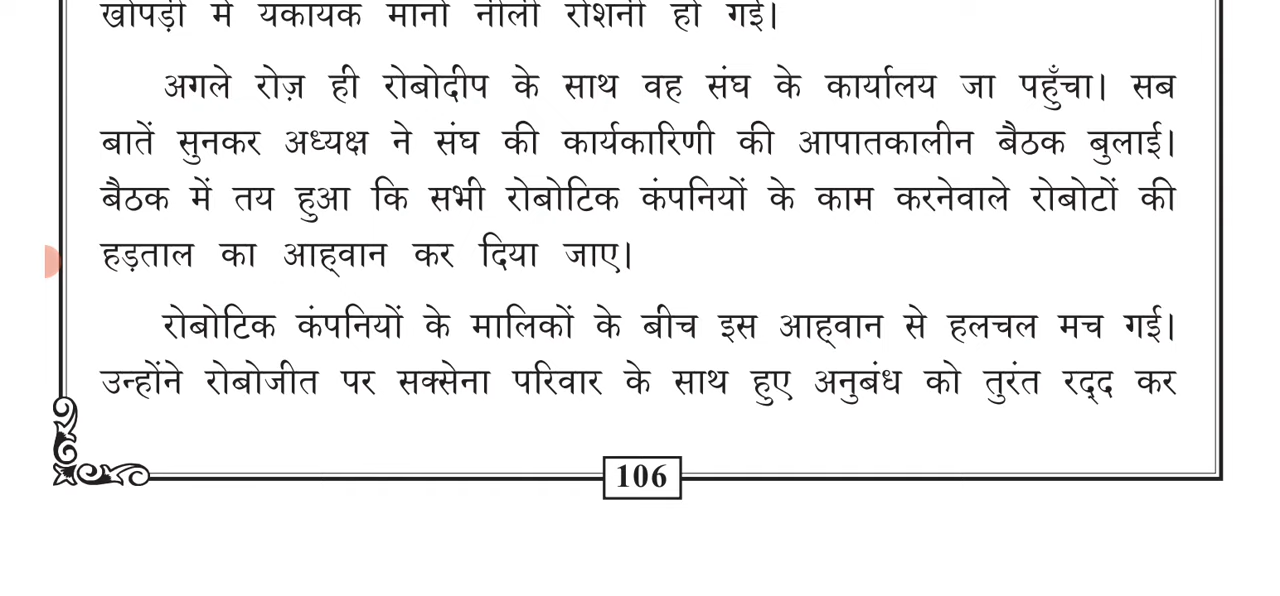 खोपड़ी में यकायक मानो नीली रोशनी हो गई।
अगले रोज़ ही रोबोदीप के साथ वह संघ के कार्यालय जा पहुँचा। सब
बातें सुनकर अध्यक्ष ने संघ की कार्यकारिणी की आपातकालीन बैठक बुलाई।
बैठक में तय हुआ कि सभी रोबोटिक कंपनियों के काम करनेवाले रोबोटों की
हड़ताल का आह्‌वान कर दिया जाए।
रोबोटिक कंपनियों के मालिकों के बीच इस आह्‌वान से हलचल मच गई।
उन्होंने रोबोजीत पर सक्सेना परिवार के साथ हुए अनुबंध को तुरंत रद्‌द कर
106